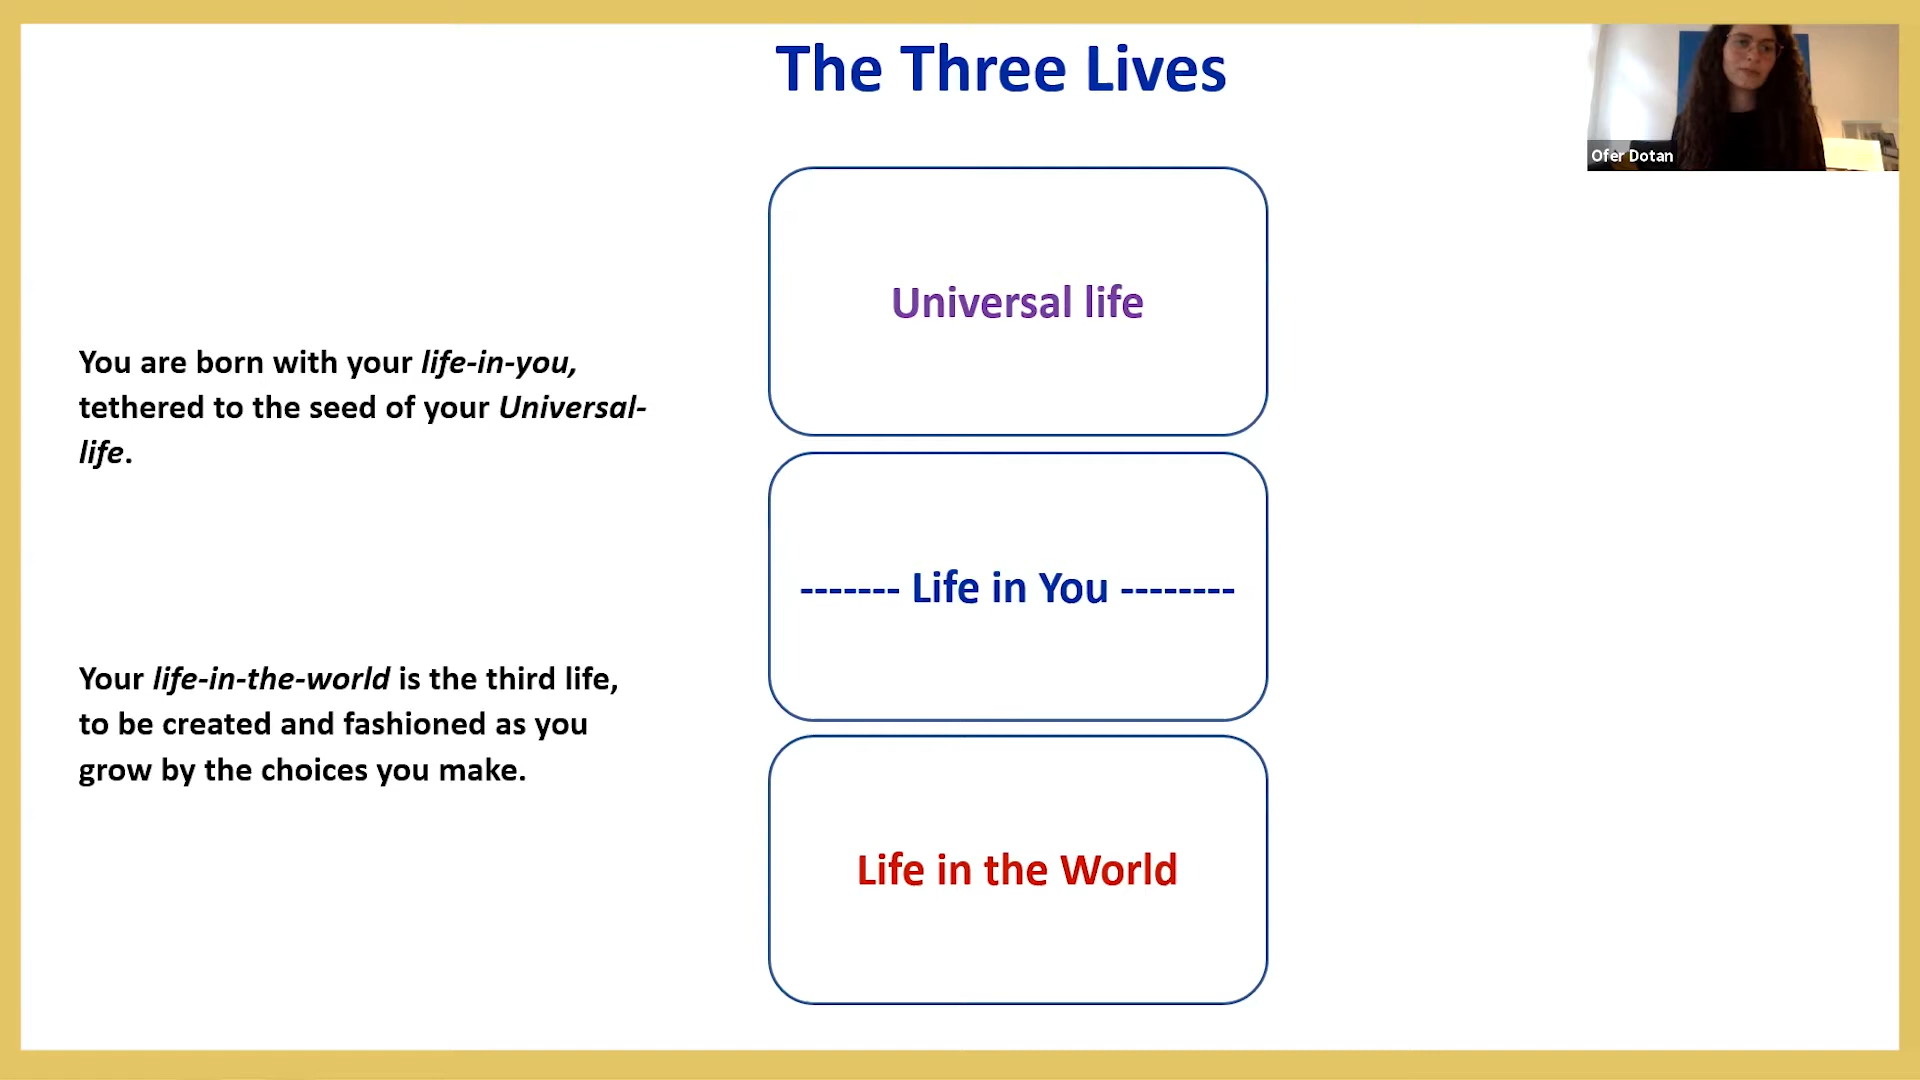 The Three Lives
Ofer Dotan
Universal life
You are born with your life-in-you,
tethered to the seed of your Universal-
life.
------- Life in You --------
Your life-in-the-world is the third life,
to be created and fashioned as you
grow by the choices you make.
Life in the World